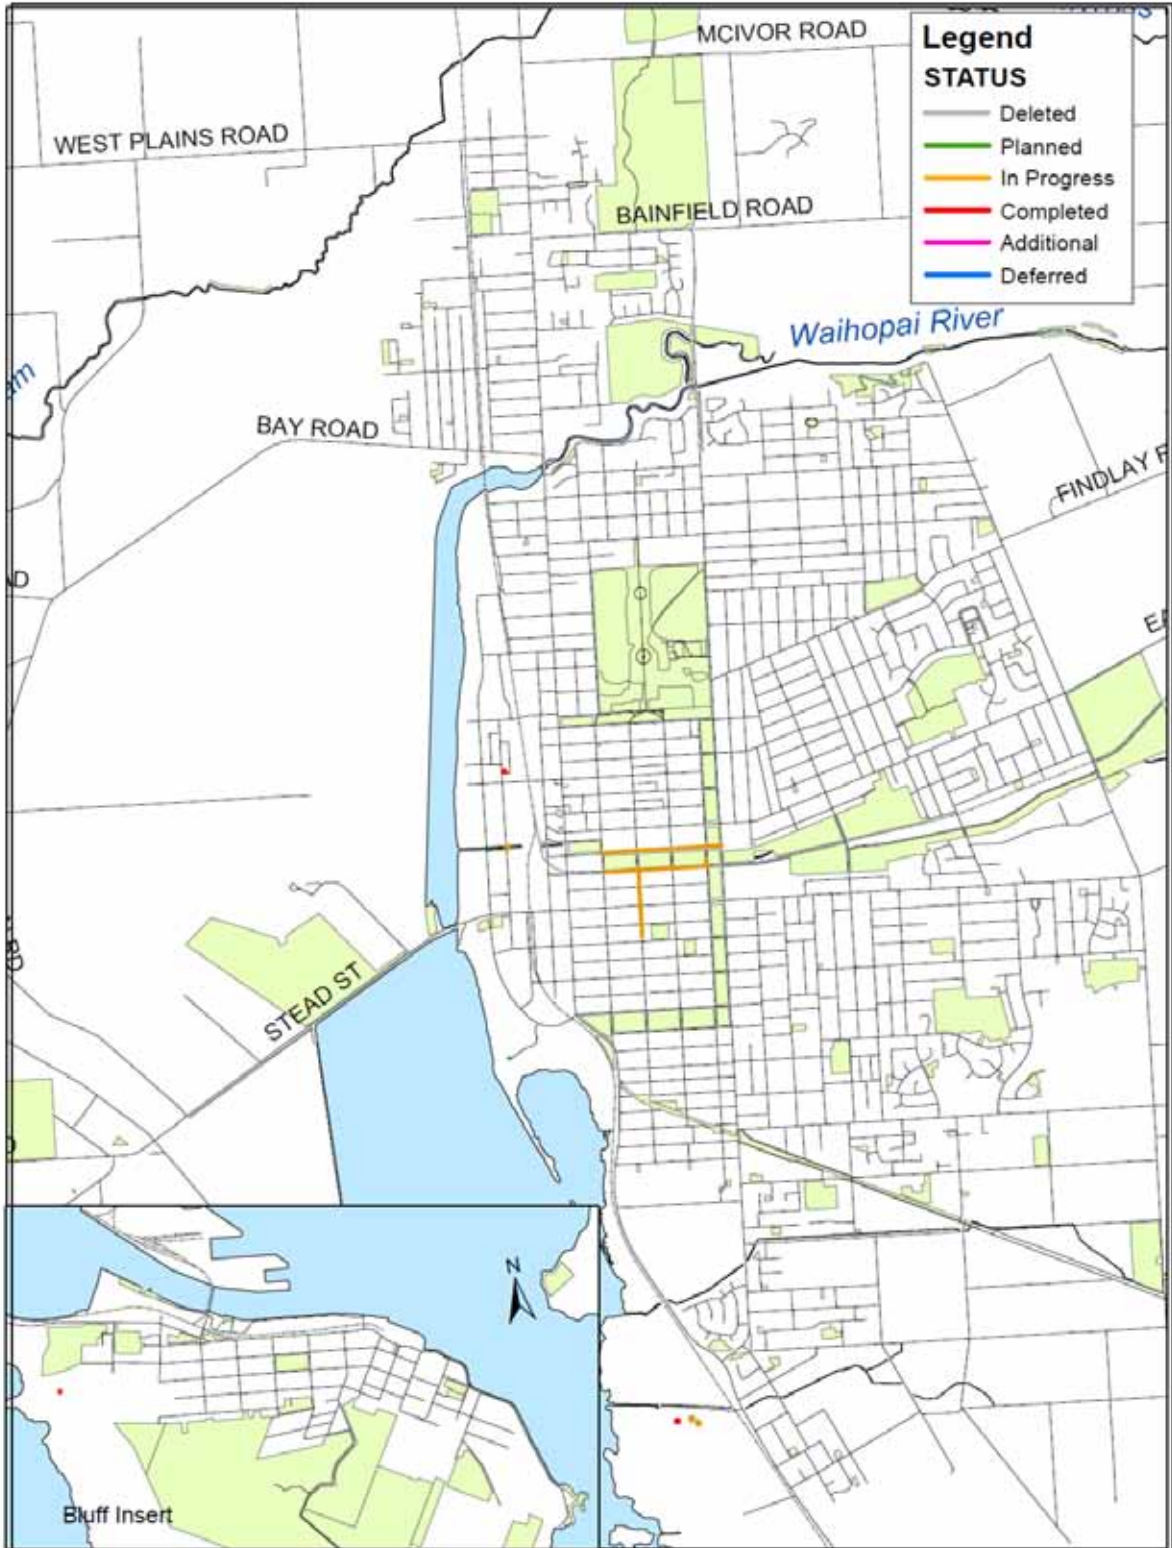 MCIVOR ROAD
Legend
STATUS
Deleted
Planned
In Progress
Completed
Additional
Deferred
WEST PLAINS ROAD
BAINFIELD ROAD
Waihopai River
BAY ROAD
FINDLAY
STEAD ST
N
Bluff Insert